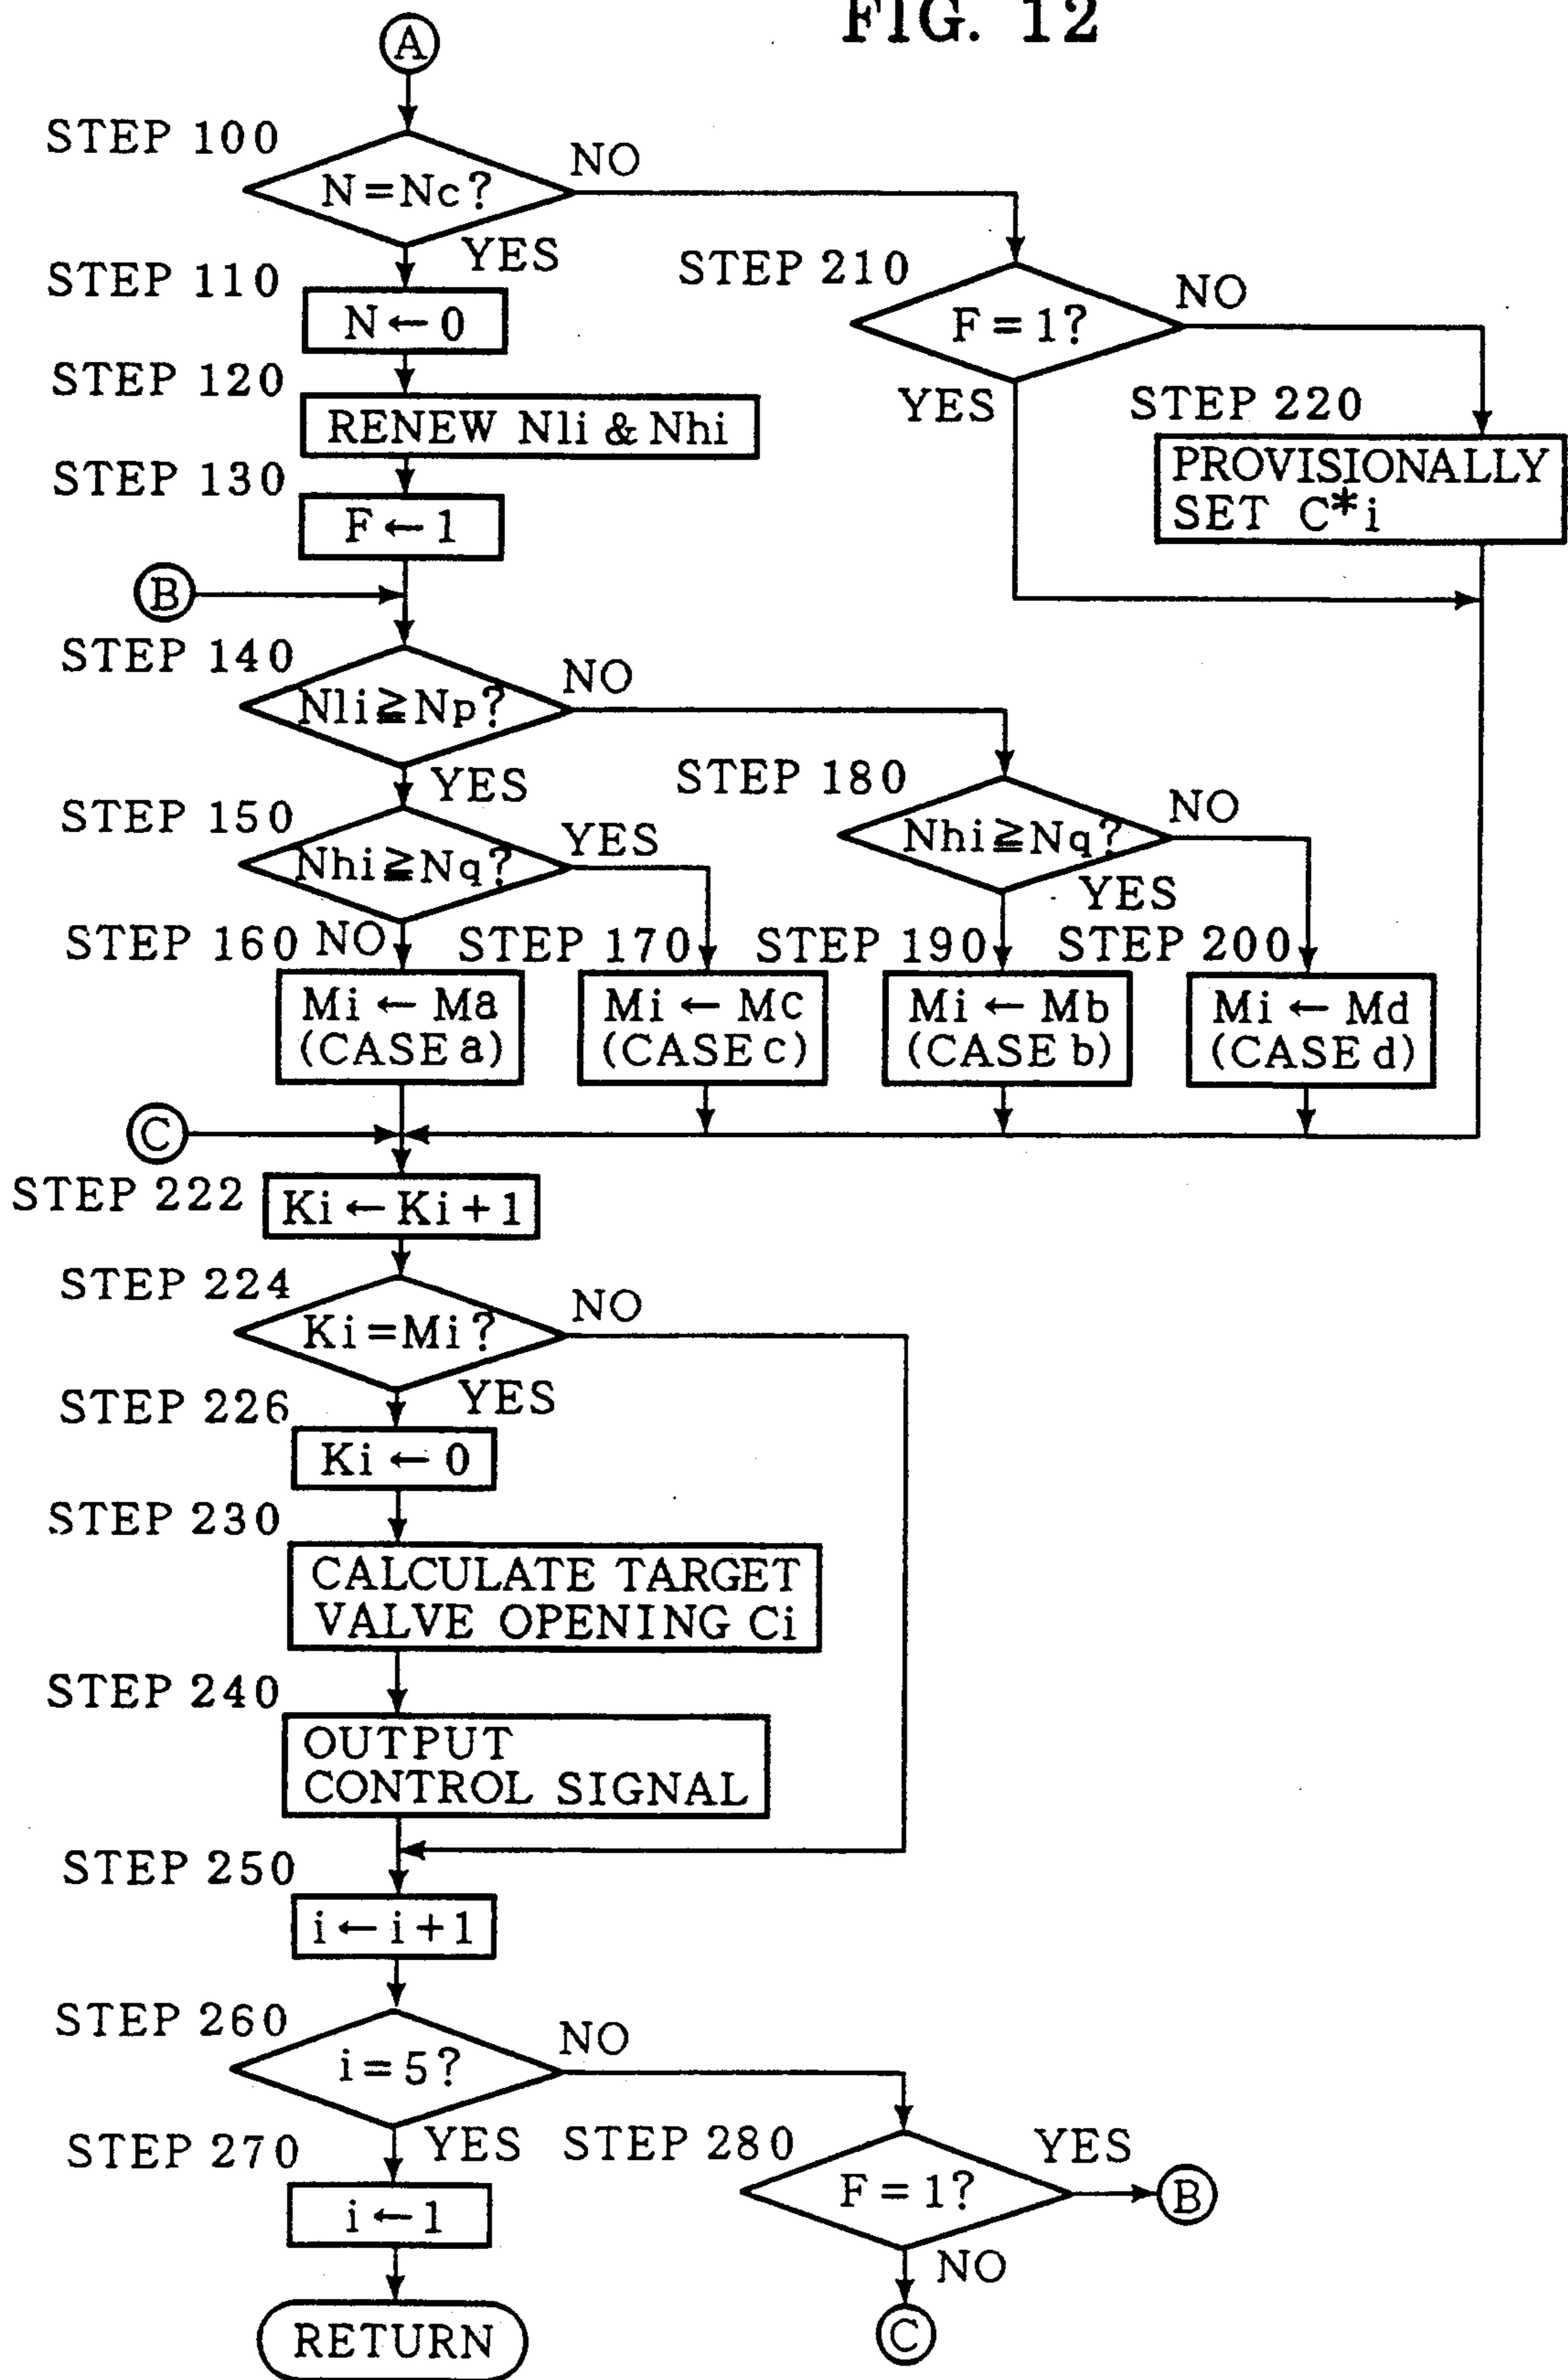 FIG. 12
A
STEP 100
N=Nc?
NO
YES
STEP 110
N←0
STEP 210
F=1?
NO
YES
STEP 120
RENEW Nli & Nhi
STEP 220
PROVISIONALLY
SET C*i
STEP 130
F←1
B
STEP 140
Nli≧Np?
NO
YES
STEP 150
Nhi≧Nq?
YES
NO
STEP 180
Nhi≧Nq?
NO
YES
STEP 160
Mi←Ma
(CASE a)
STEP 170
Mi←Mc
(CASE c)
STEP 190
Mi←Mb
(CASE b)
STEP 200
Mi←Md
(CASE d)
C
STEP 222
Ki←Ki+1
STEP 224
Ki=Mi?
NO
YES
STEP 226
Ki←0
STEP 230
CALCULATE TARGET
VALVE OPENING Ci
STEP 240
OUTPUT
CONTROL SIGNAL
STEP 250
i←i+1
STEP 260
i=5?
NO
YES
STEP 270
i←1
STEP 280
F=1?
YES
B
NO
C
RETURN